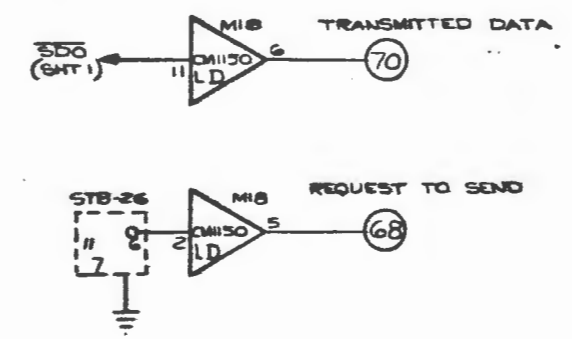 M18 TRANSMITTED DATA
SDO
(SHT 1)
11 CM1150 6 70
LD
STB-26 M18 REQUEST TO SEND
11 6 2 CM1150 5 68
7 LD